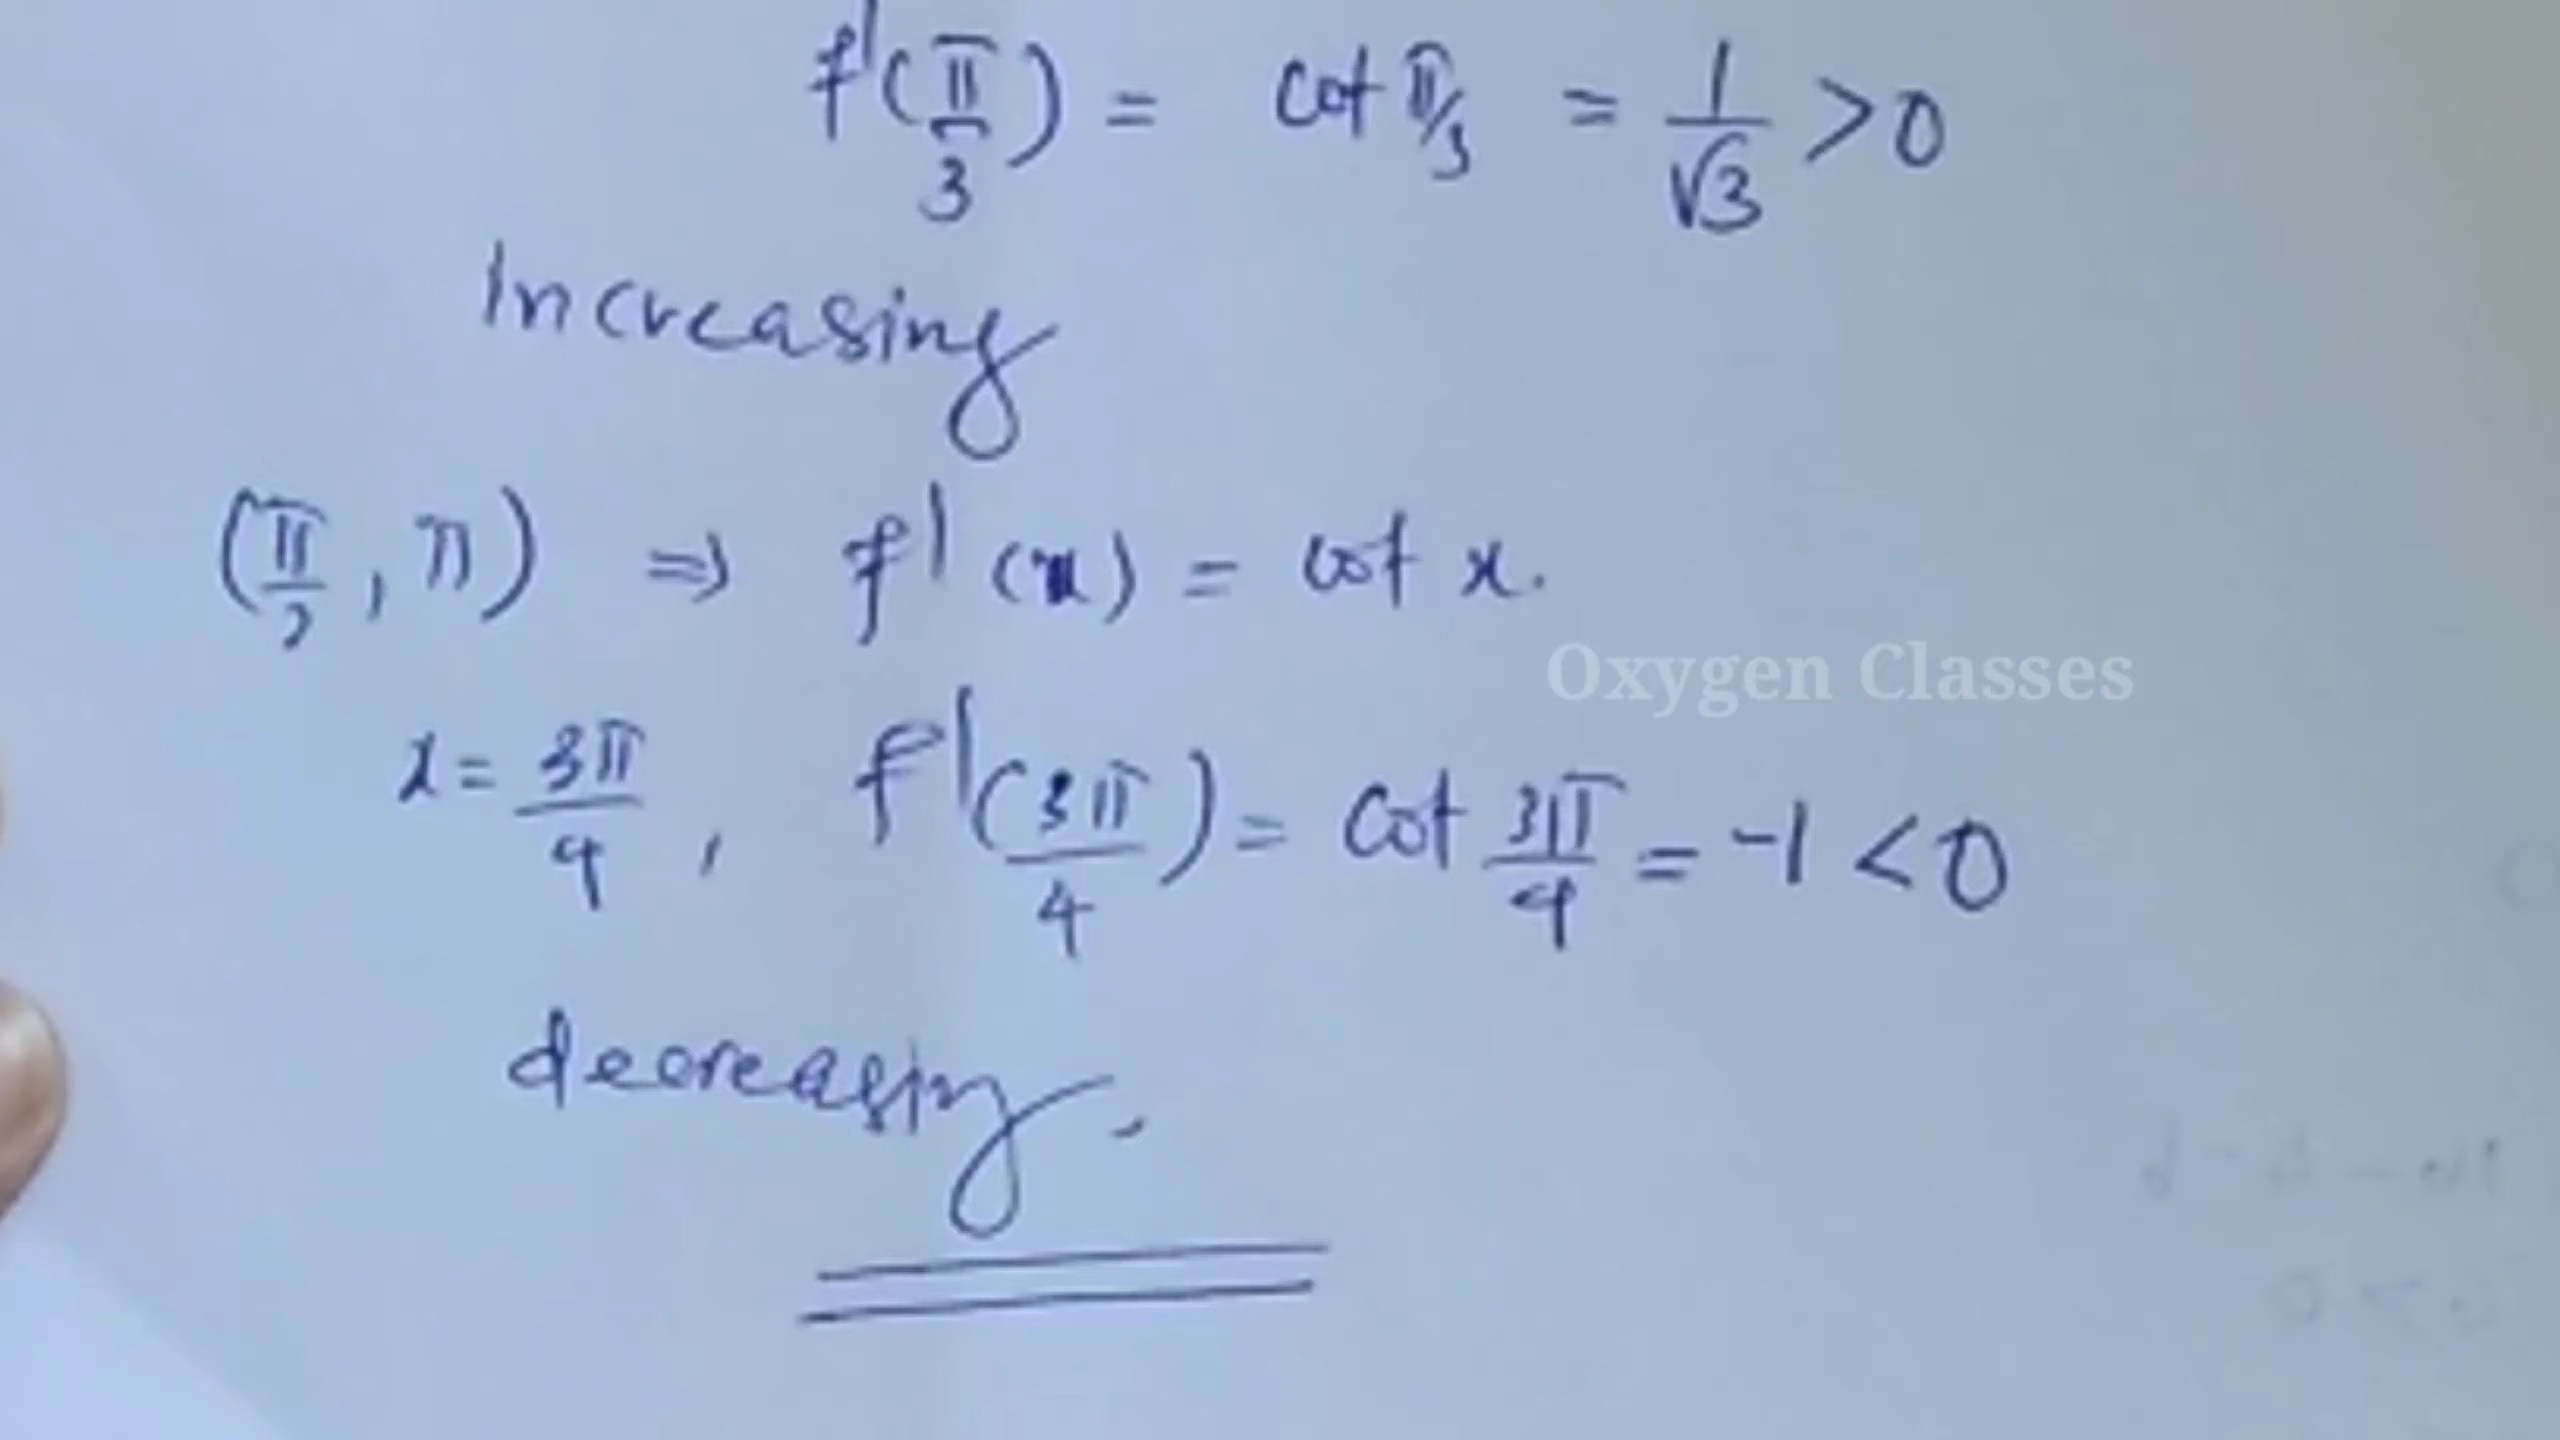 f'(π/3) = cot π/3 = 1/√3 > 0
Increasing
(π/2, π) ⇒ f'(x) = cot x.
Oxygen Classes
x = 3π/4, f'(3π/4) = cot 3π/4 = -1 < 0
decreasing.